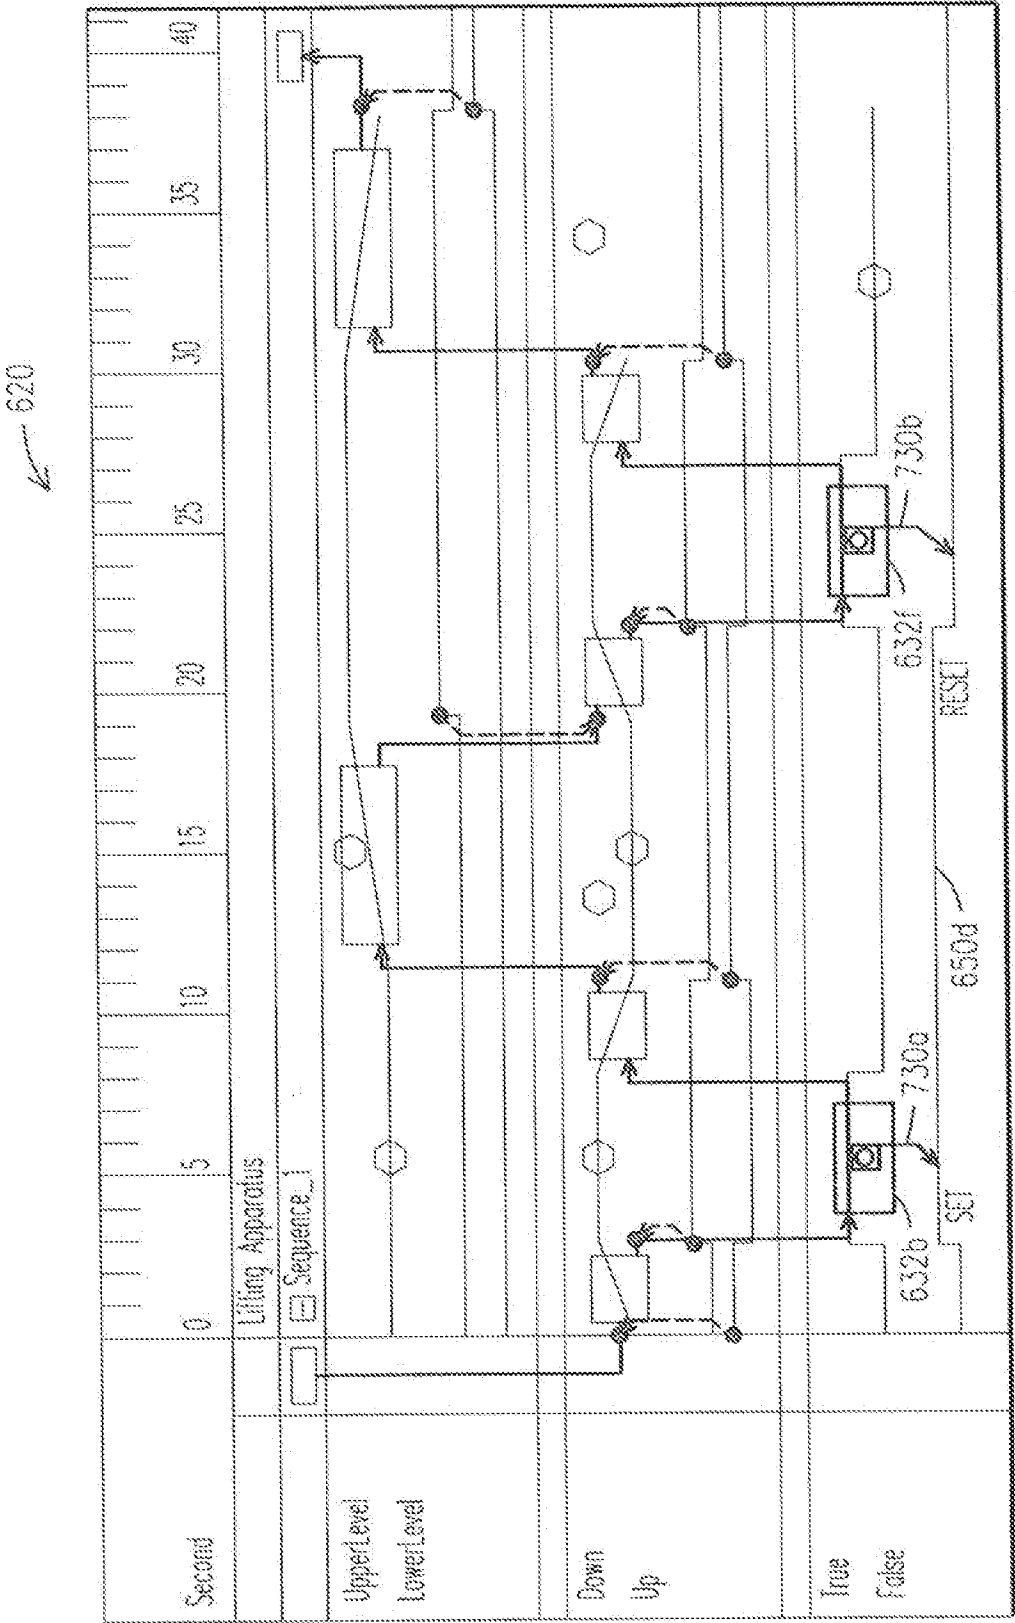 620
Second 0 5 10 15 20 25 30 35 40
Lifting Apparatus
Sequence_1
UpperLevel
LowerLevel
Down
Up
True
False
632b
730a
632f
730b
SET
650d
RESET